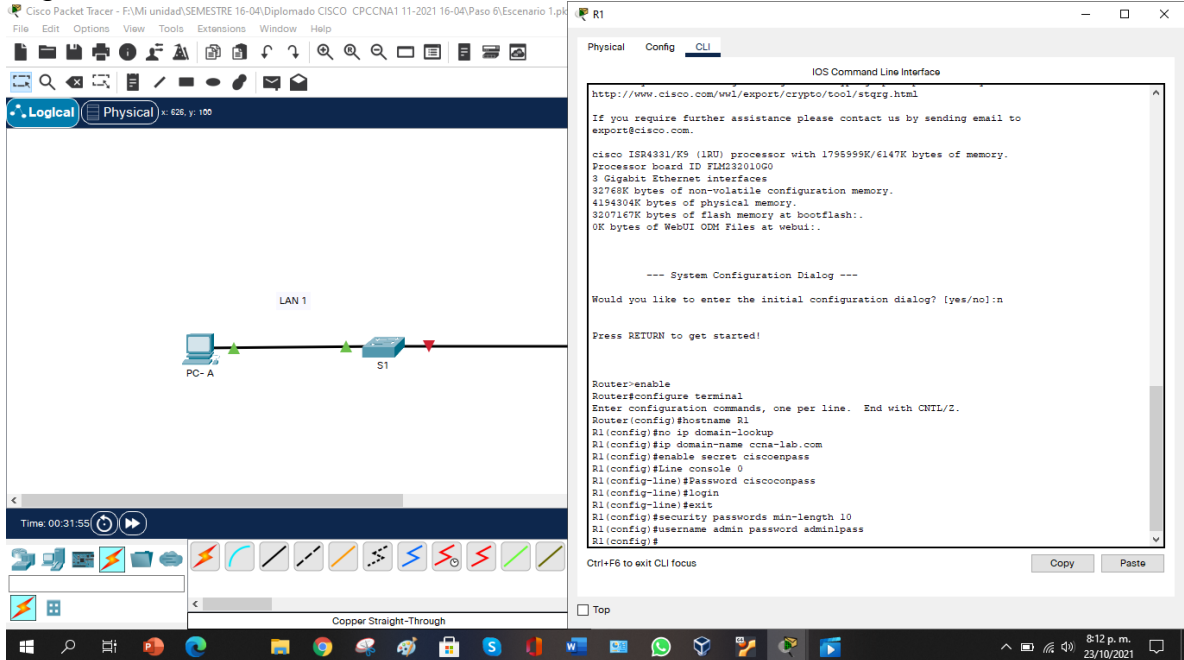 Cisco Packet Tracer - F:\Mi unidad\SEMESTRE 16-04\Diplomado CISCO CPCCNA1 11-2021 16-04\Paso 6\Escenario 1.pk
File Edit Options View Tools Extensions Window Help
Logical Physical x: 626, y: 100
LAN 1
PC- A
S1
Time: 00:31:55
Copper Straight-Through
R1
Physical Config CLI
IOS Command Line Interface
http://www.cisco.com/wwl/export/crypto/tool/stqrg.html
If you require further assistance please contact us by sending email to
export@cisco.com.
cisco ISR4331/K9 (1RU) processor with 1795999K/6147K bytes of memory.
Processor board ID FLM232010G0
3 Gigabit Ethernet interfaces
32768K bytes of non-volatile configuration memory.
4194304K bytes of physical memory.
3207167K bytes of flash memory at bootflash:.
0K bytes of WebUI ODM Files at webui:.
--- System Configuration Dialog ---
Would you like to enter the initial configuration dialog? [yes/no]:n
Press RETURN to get started!
Router>enable
Router#configure terminal
Enter configuration commands, one per line. End with CNTL/Z.
Router(config)#hostname R1
R1(config)#no ip domain-lookup
R1(config)#ip domain-name ccna-lab.com
R1(config)#enable secret ciscoenpass
R1(config)#Line console 0
R1(config-line)#Password ciscoconpass
R1(config-line)#login
R1(config-line)#exit
R1(config)#security passwords min-length 10
R1(config)#username admin password admin1pass
R1(config)#
Ctrl+F6 to exit CLI focus
Copy Paste
Top
8:12 p. m.
23/10/2021